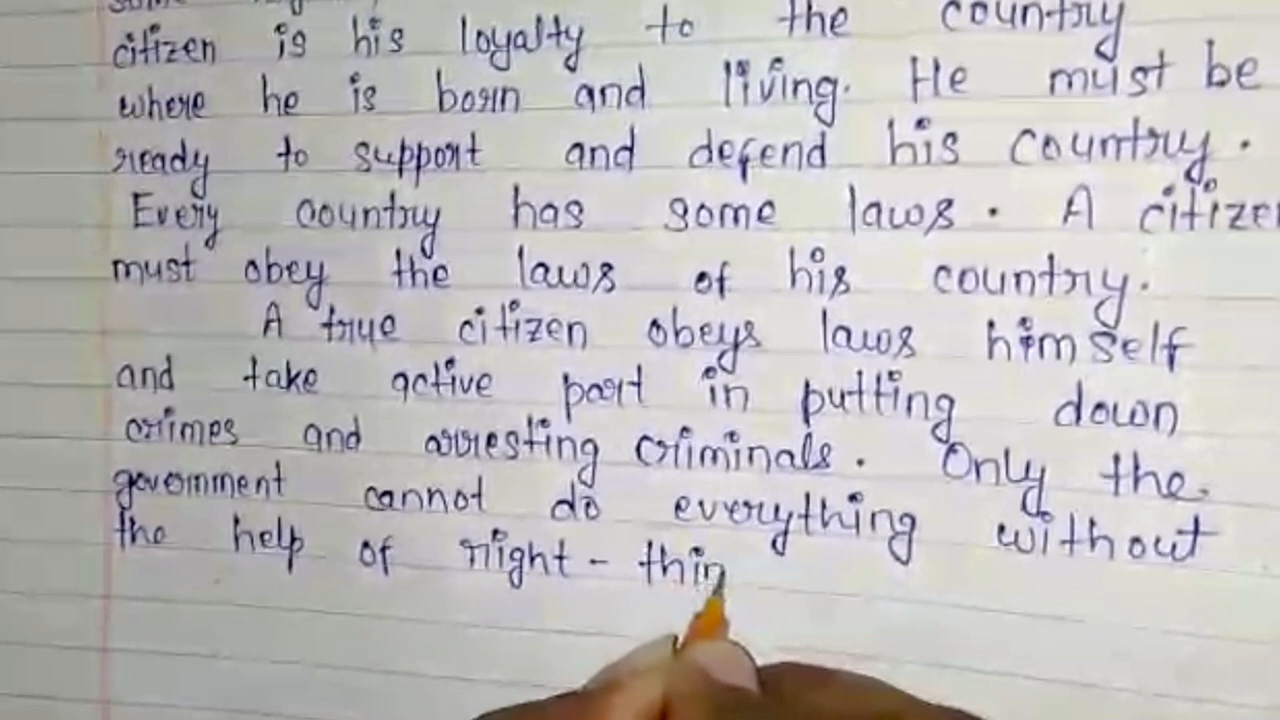 citizen is his loyalty to the country
where he is born and living. He must be
ready to support and defend his country.
Every country has some laws. A citize
must obey the laws of his country.
A true citizen obeys laws himself
and take active part in putting down
crimes and arresting criminals. Only the
government cannot do everything without
the help of right - thin